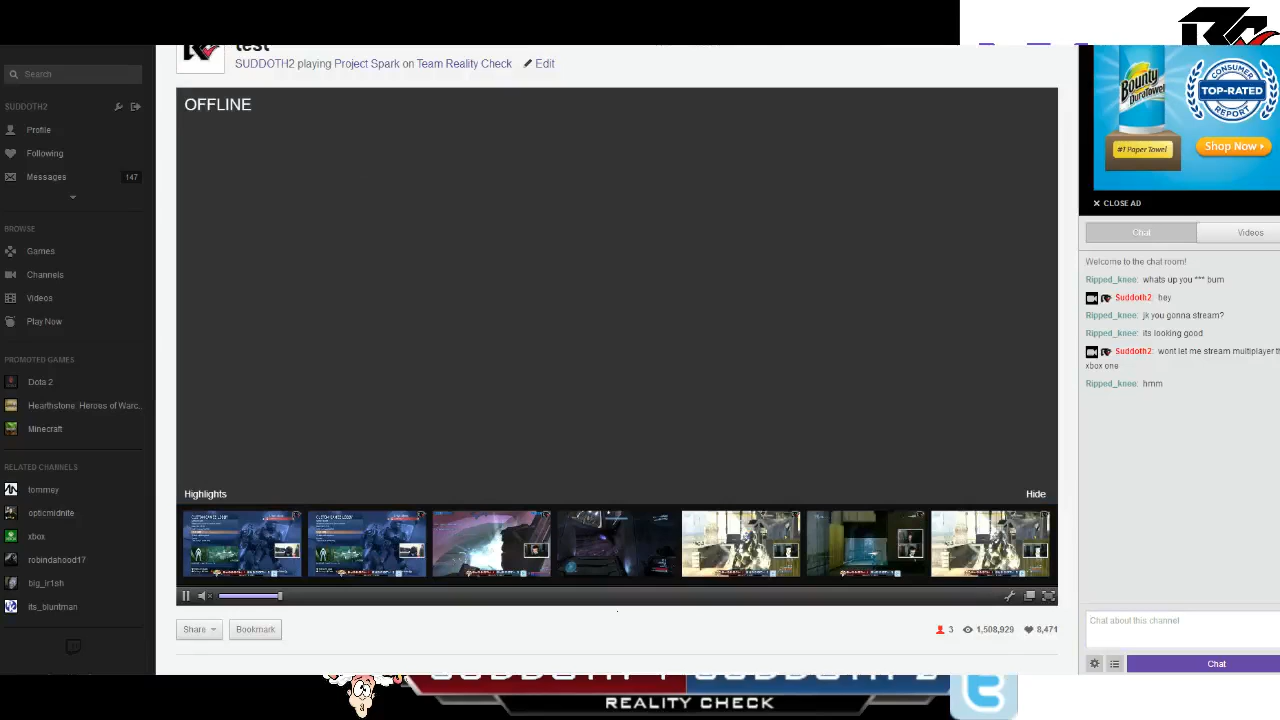 test
SUDDOTH2 playing Project Spark on Team Reality Check Edit
Search
SUDDOTH2
Profile
Following
Messages 147
BROWSE
Games
Channels
Videos
Play Now
PROMOTED GAMES
Dota 2
Hearthstone: Heroes of Warc..
Minecraft
RELATED CHANNELS
tommey
opticmidnite
xbox
robindahood17
big_ir1sh
its_bluntman
OFFLINE
Highlights Hide
Share Bookmark
3 1,508,929 8,471
Bounty
DuraTowel
#1 Paper Towel
CONSUMER
TOP-RATED
REPORT
Shop Now
CLOSE AD
Chat Videos
Welcome to the chat room!
Ripped_knee: whats up you *** bum
Suddoth2: hey
Ripped_knee: jk you gonna stream?
Ripped_knee: its looking good
Suddoth2: wont let me stream multiplayer th
xbox one
Ripped_knee: hmm
Chat about this channel
Chat
REALITY CHECK